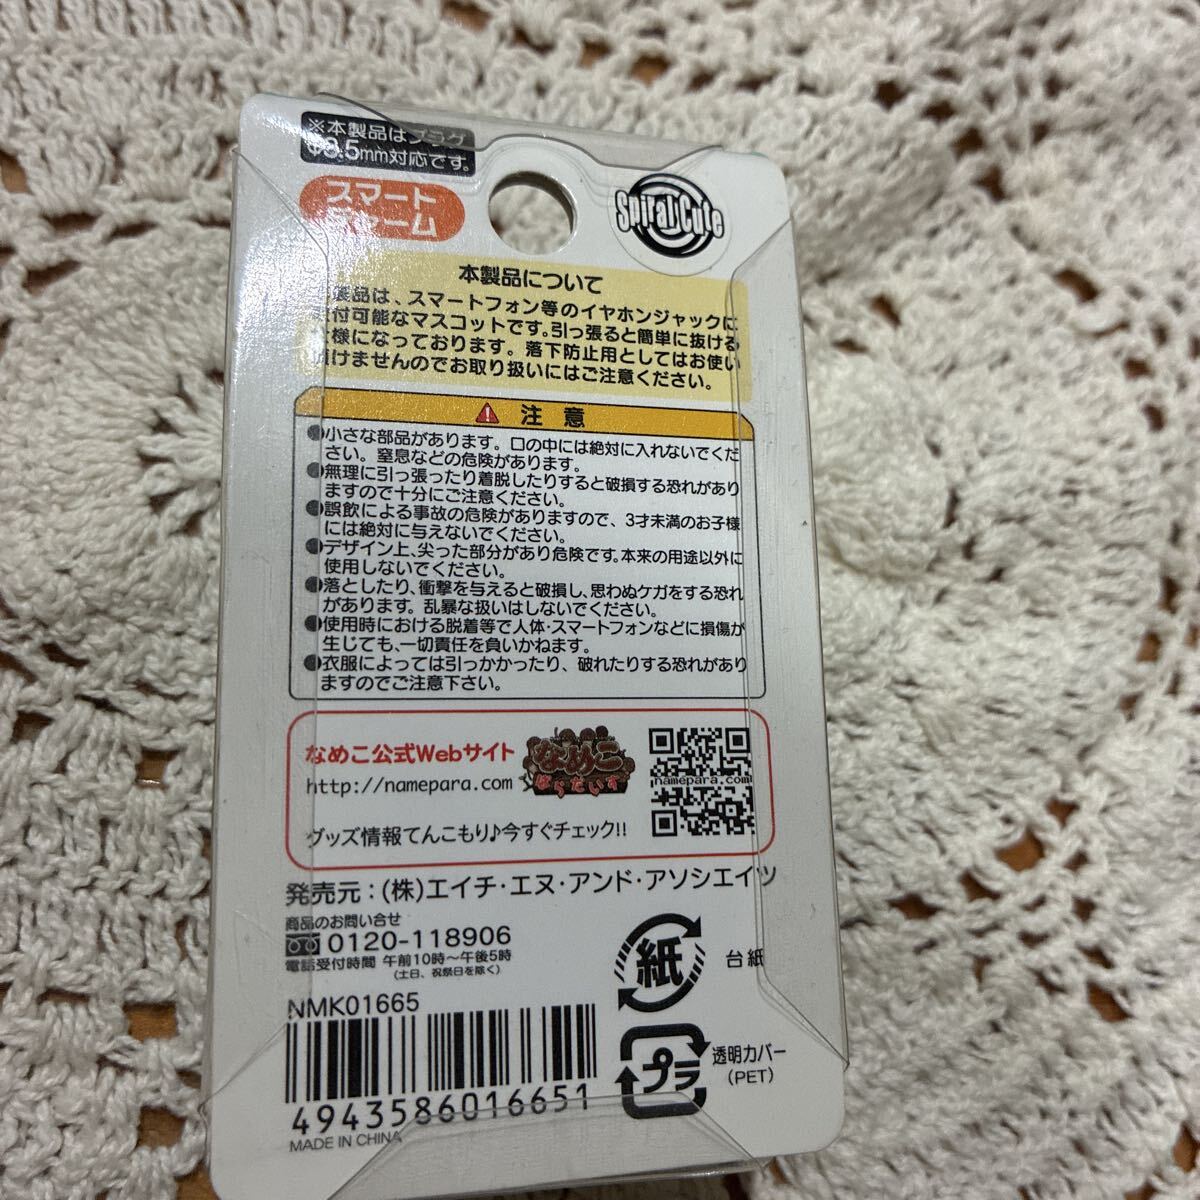 ※本製品はプラグ
φ3.5mm対応です。
スマート
チャーム
SpiralCute
本製品について
製品は、スマートフォン等のイヤホンジャックに
付可能なマスコットです。引っ張ると簡単に抜ける
仕様になっております。落下防止用としてはお使い
頂けませんのでお取り扱いにはご注意ください。
注意
●小さな部品があります。口の中には絶対に入れないでくだ
さい。窒息などの危険があります。
●無理に引っ張ったり着脱したりすると破損する恐れがあり
ますので十分にご注意ください。
●誤飲による事故の危険がありますので、3才未満のお子様
には絶対に与えないでください。
●デザイン上、尖った部分があり危険です。本来の用途以外に
使用しないでください。
●落としたり、衝撃を与えると破損し、思わぬケガをする恐れ
があります。乱暴な扱いはしないでください。
●使用時における脱着等で人体・スマートフォンなどに損傷が
生じても、一切責任を負いかねます。
●衣服によっては引っかかったり、破れたりする恐れがあり
ますのでご注意下さい。
なめこ公式Webサイト
http://namepara.com
なめこ
ぱらだいす
namepara.com
グッズ情報てんこもり♪今すぐチェック!!
発売元：(株)エイチ・エヌ・アンド・アソシエイツ
商品のお問い合せ
0120-118906
電話受付時間 午前10時～午後5時
(土日、祝祭日を除く)
紙
台紙
NMK01665
プラ
透明カバー
(PET)
4943586016651
MADE IN CHINA